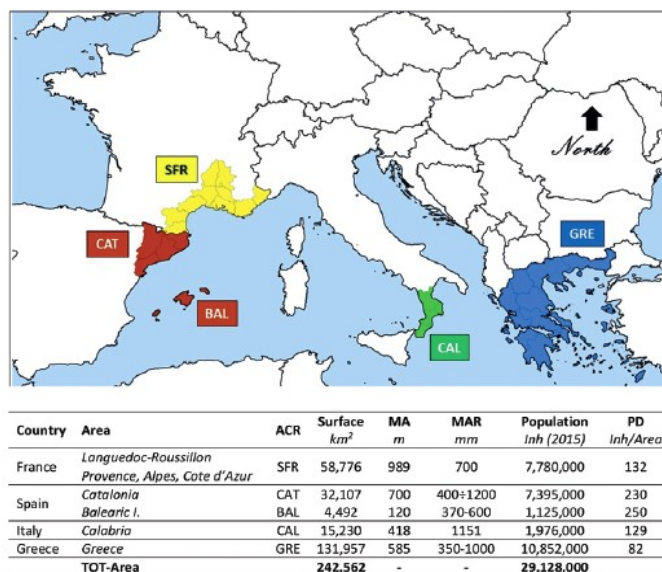 North
SFR
CAT
GRE
BAL
CAL
Country Area ACR Surface MA MAR Population PD
km² m mm Inh (2015) Inh/Area
Languedoc-Roussillon
France SFR 58,776 989 700 7,780,000 132
Provence, Alpes, Cote d'Azur
Catalonia CAT 32,107 700 400÷1200 7,395,000 230
Spain
Balearic I. BAL 4,492 120 370-600 1,125,000 250
Italy Calabria CAL 15,230 418 1151 1,976,000 129
Greece Greece GRE 131,957 585 350-1000 10,852,000 82
TOT-Area 242.562 - - 29.128.000